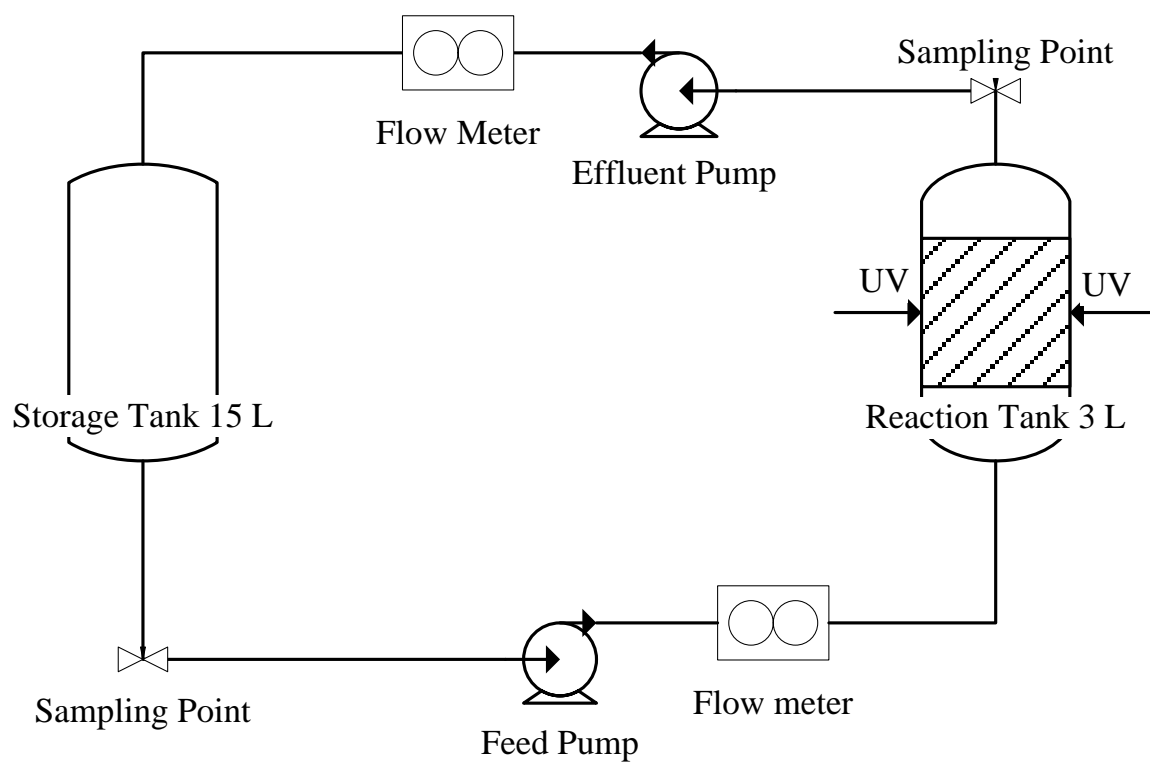 Sampling Point
Flow Meter
Effluent Pump
UV
UV
Storage Tank 15 L
Reaction Tank 3 L
Sampling Point
Flow meter
Feed Pump